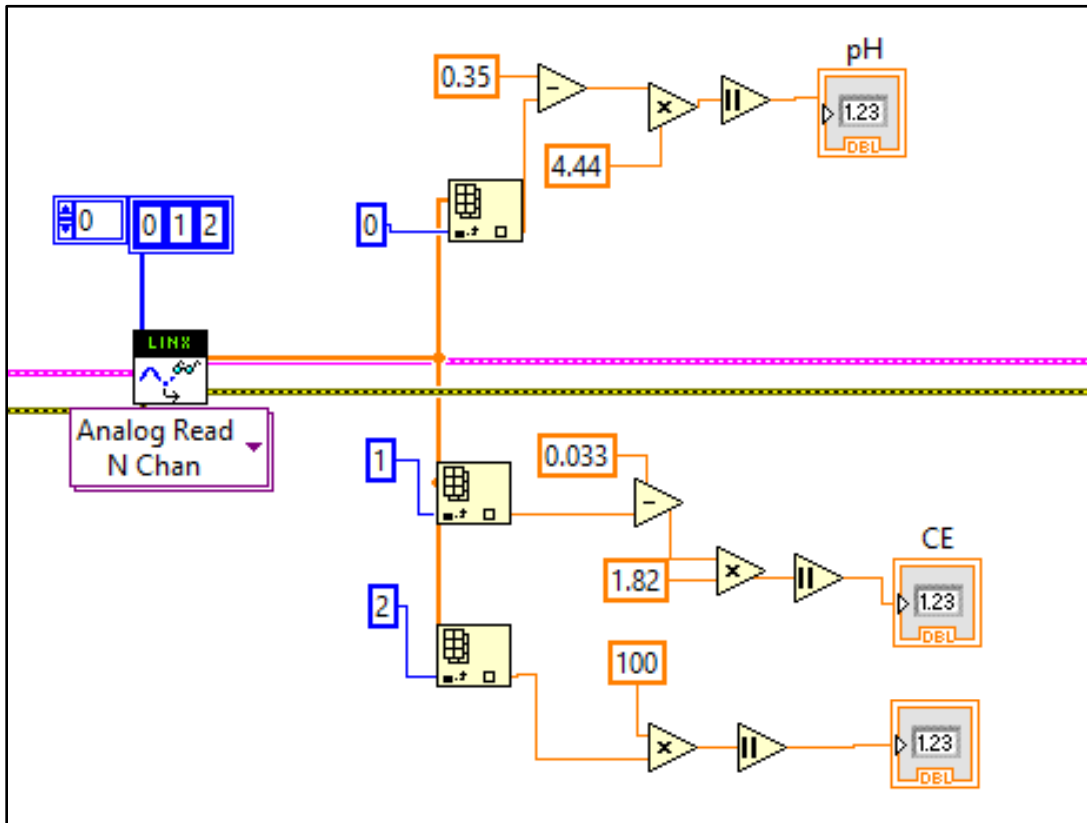 pH
0.35
1.23
DBL
4.44
0
0 1 2
0
LINX
Analog Read
N Chan
1
0.033
CE
1.82
1.23
DBL
2
100
1.23
DBL